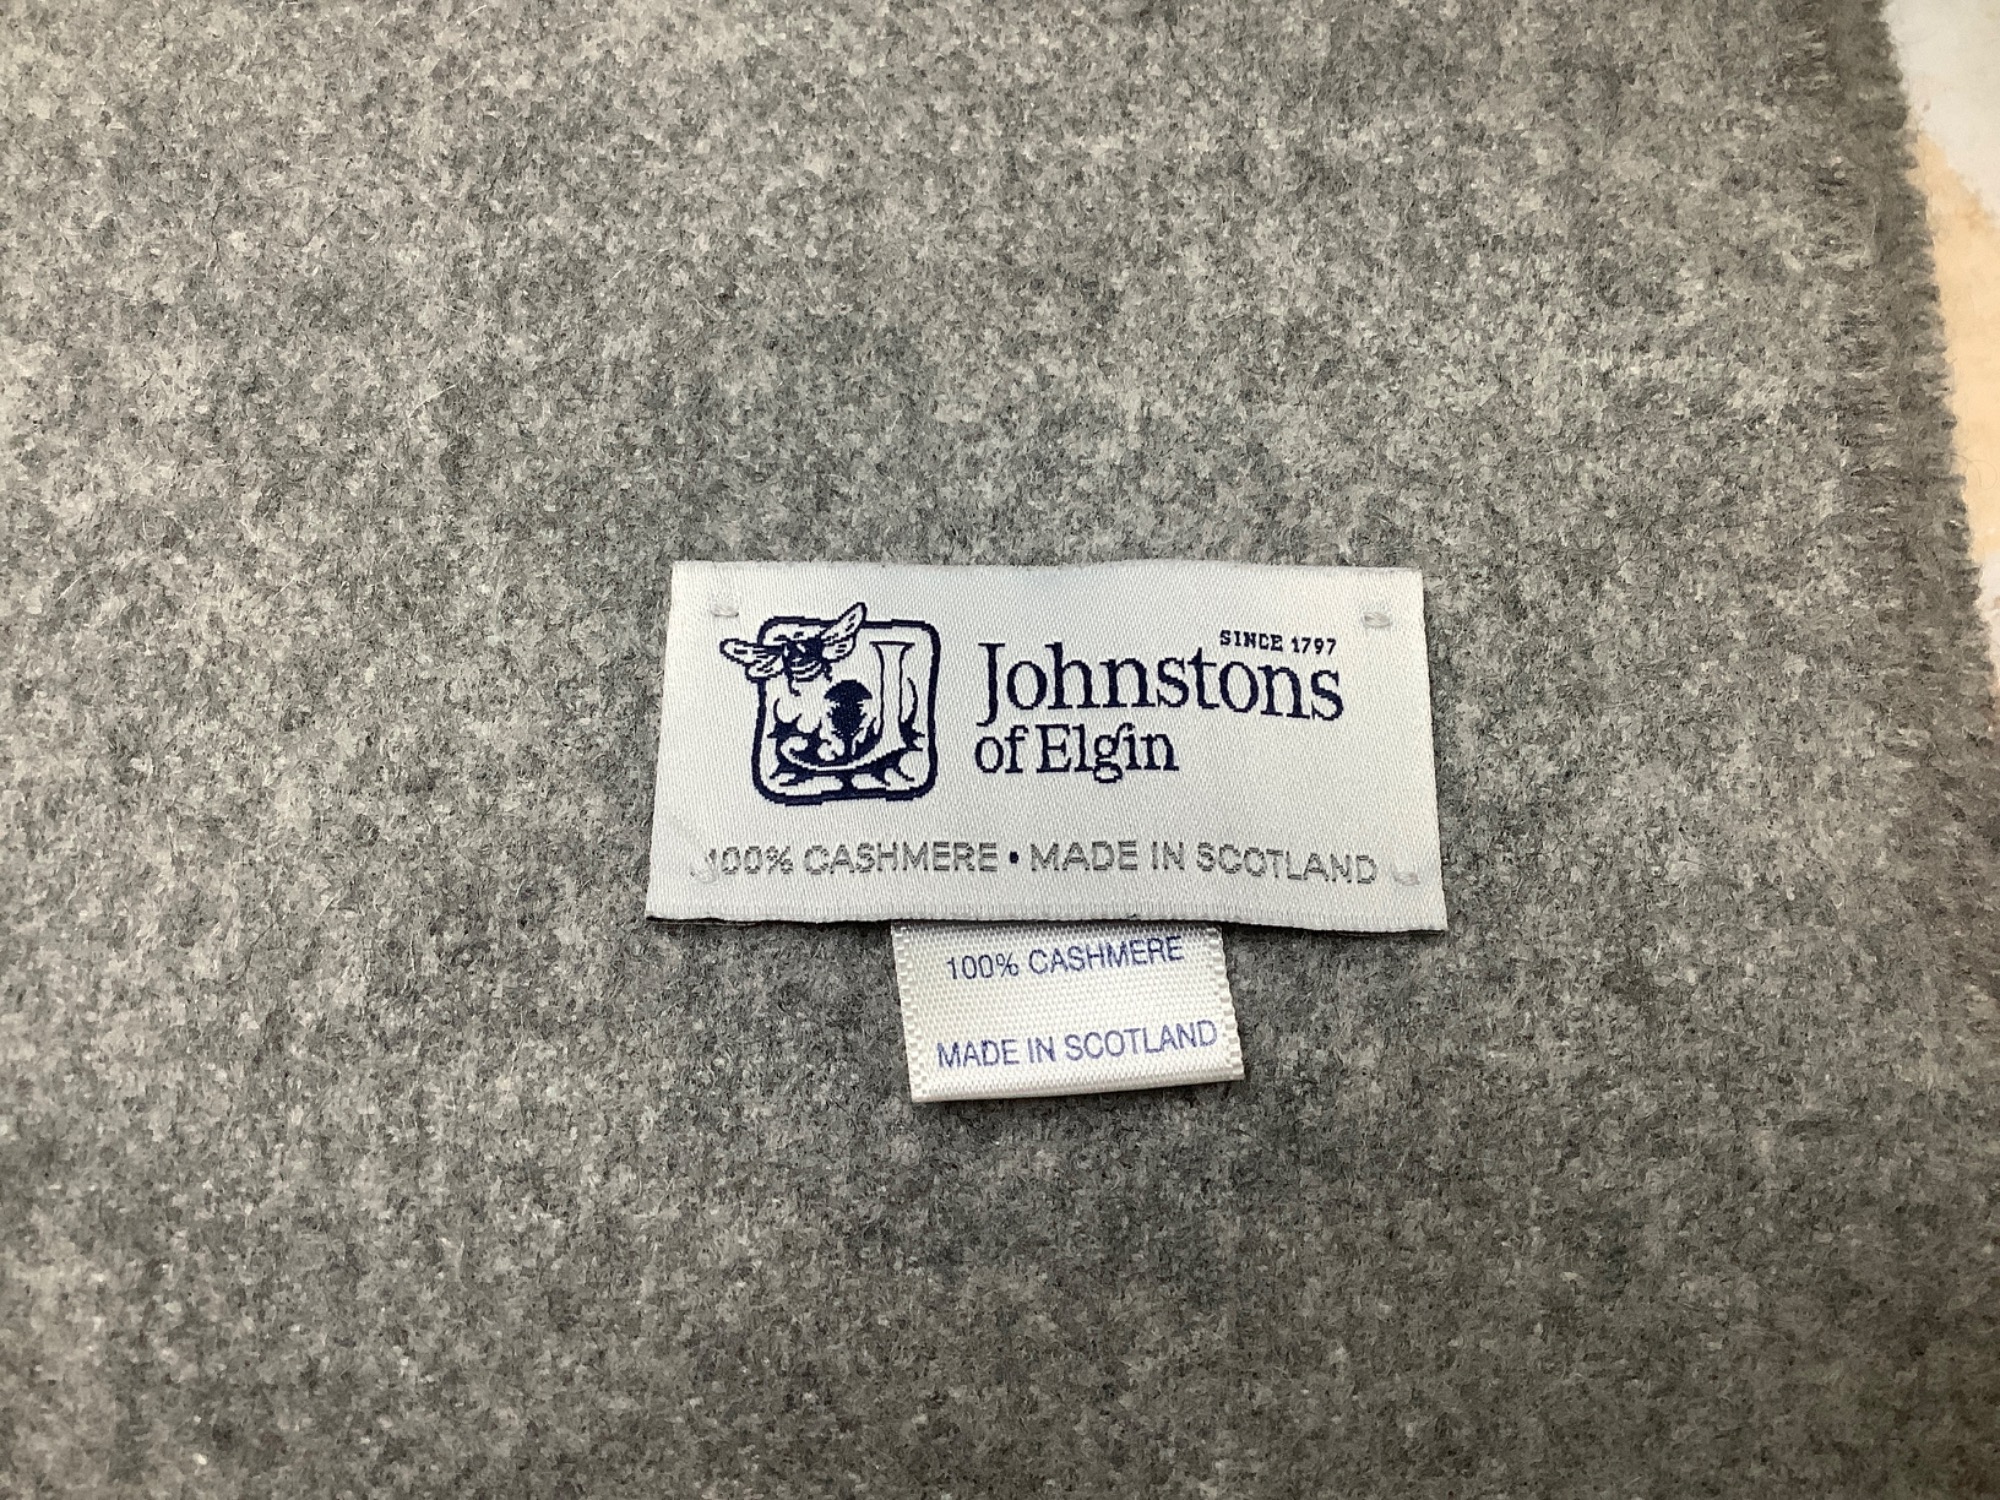 SINCE 1797
Johnstons
of Elgin
100% CASHMERE • MADE IN SCOTLAND
100% CASHMERE
MADE IN SCOTLAND